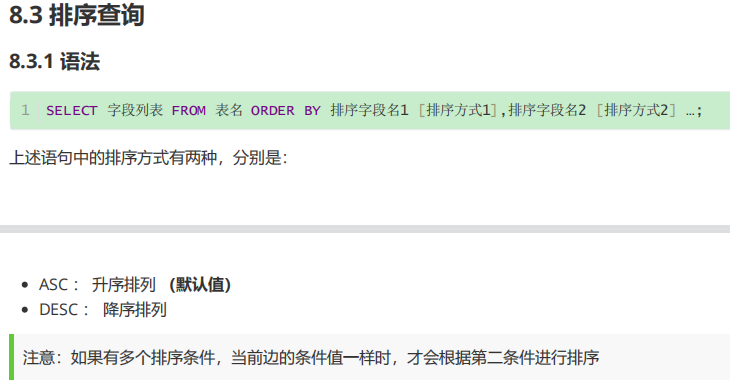 8.3 排序查询
8.3.1 语法
1 SELECT 字段列表 FROM 表名 ORDER BY 排序字段名1 [排序方式1],排序字段名2 [排序方式2] …;
上述语句中的排序方式有两种，分别是：
ASC ： 升序排列 （默认值）
DESC ： 降序排列
注意：如果有多个排序条件，当前边的条件值一样时，才会根据第二条件进行排序